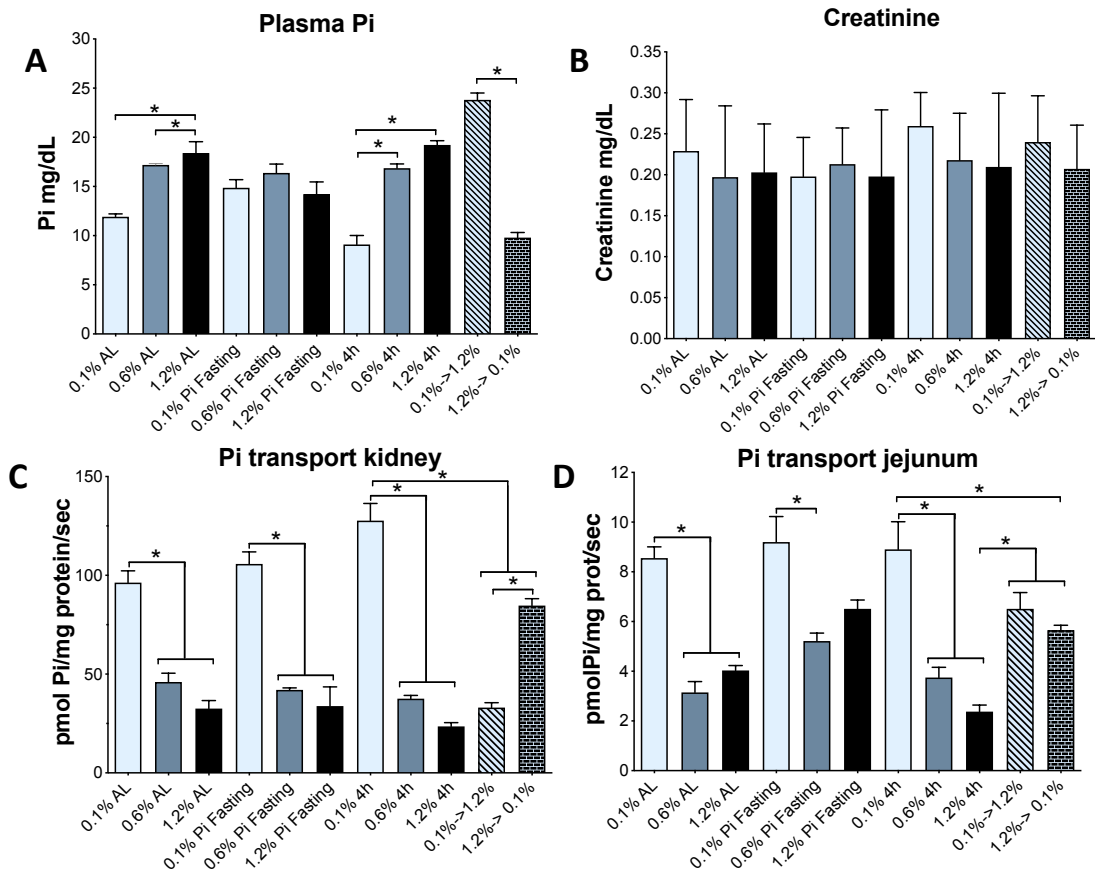 Plasma Pi
A
Pi mg/dL
30
25
20
15
10
5
0
*
*
*
*
*
0.1% AL
0.6% AL
1.2% AL
0.1% Pi Fasting
0.6% Pi Fasting
1.2% Pi Fasting
0.1% 4h
0.6% 4h
1.2% 4h
0.1%->1.2%
1.2%-> 0.1%
Creatinine
B
Creatinine mg/dL
0.35
0.30
0.25
0.20
0.15
0.10
0.05
0.00
0.1% AL
0.6% AL
1.2% AL
0.1% Pi Fasting
0.6% Pi Fasting
1.2% Pi Fasting
0.1% 4h
0.6% 4h
1.2% 4h
0.1%->1.2%
1.2%-> 0.1%
Pi transport kidney
C
pmol Pi/mg protein/sec
150
100
50
0
*
*
*
*
*
0.1% AL
0.6% AL
1.2% AL
0.1% Pi Fasting
0.6% Pi Fasting
1.2% Pi Fasting
0.1% 4h
0.6% 4h
1.2% 4h
0.1%->1.2%
1.2%-> 0.1%
Pi transport jejunum
D
pmolPi/mg prot/sec
12
10
8
6
4
2
0
*
*
*
*
*
0.1% AL
0.6% AL
1.2% AL
0.1% Pi Fasting
0.6% Pi Fasting
1.2% Pi Fasting
0.1% 4h
0.6% 4h
1.2% 4h
0.1%->1.2%
1.2%-> 0.1%